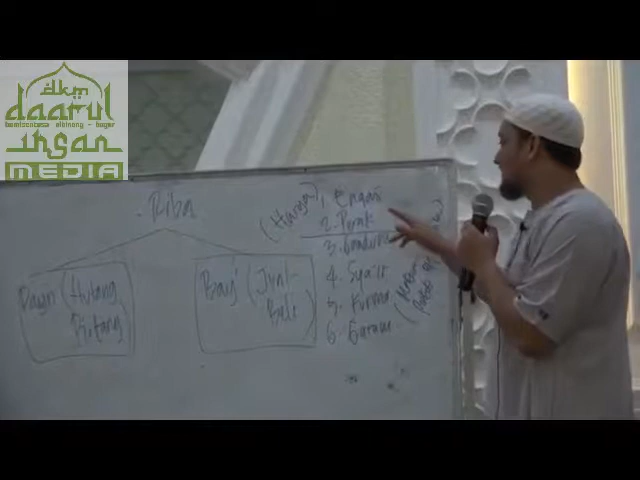 dkm
daarul
ihsan
MEDIA
Riba
Dayn (Hutang
Piutang)
Bay' (Jual-
Beli)
(Harga)
1. Emas
2. Perak
3. Gandum
4. Sya'ir
5. Kurma
6. Garam